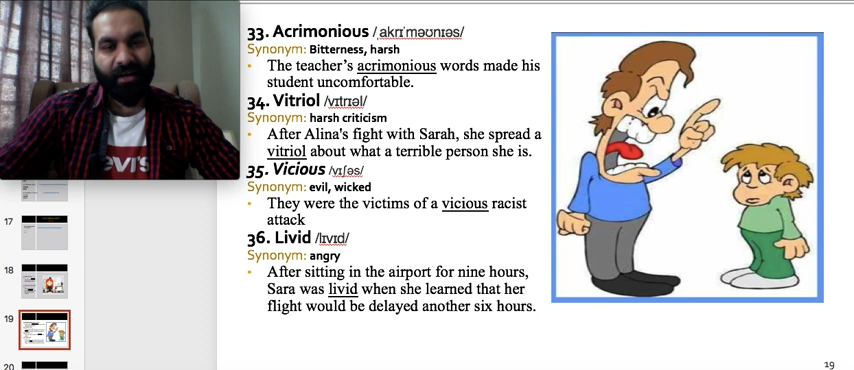 33. Acrimonious /ˌakrɪˈməʊnɪəs/
Synonym: Bitterness, harsh
• The teacher's acrimonious words made his
student uncomfortable.
34. Vitriol /vɪtrɪəl/
Synonym: harsh criticism
• After Alina's fight with Sarah, she spread a
vitriol about what a terrible person she is.
35. Vicious /vɪʃəs/
Synonym: evil, wicked
• They were the victims of a vicious racist
attack
36. Livid /lɪvɪd/
Synonym: angry
• After sitting in the airport for nine hours,
Sara was livid when she learned that her
flight would be delayed another six hours.
17
18
19
20
19